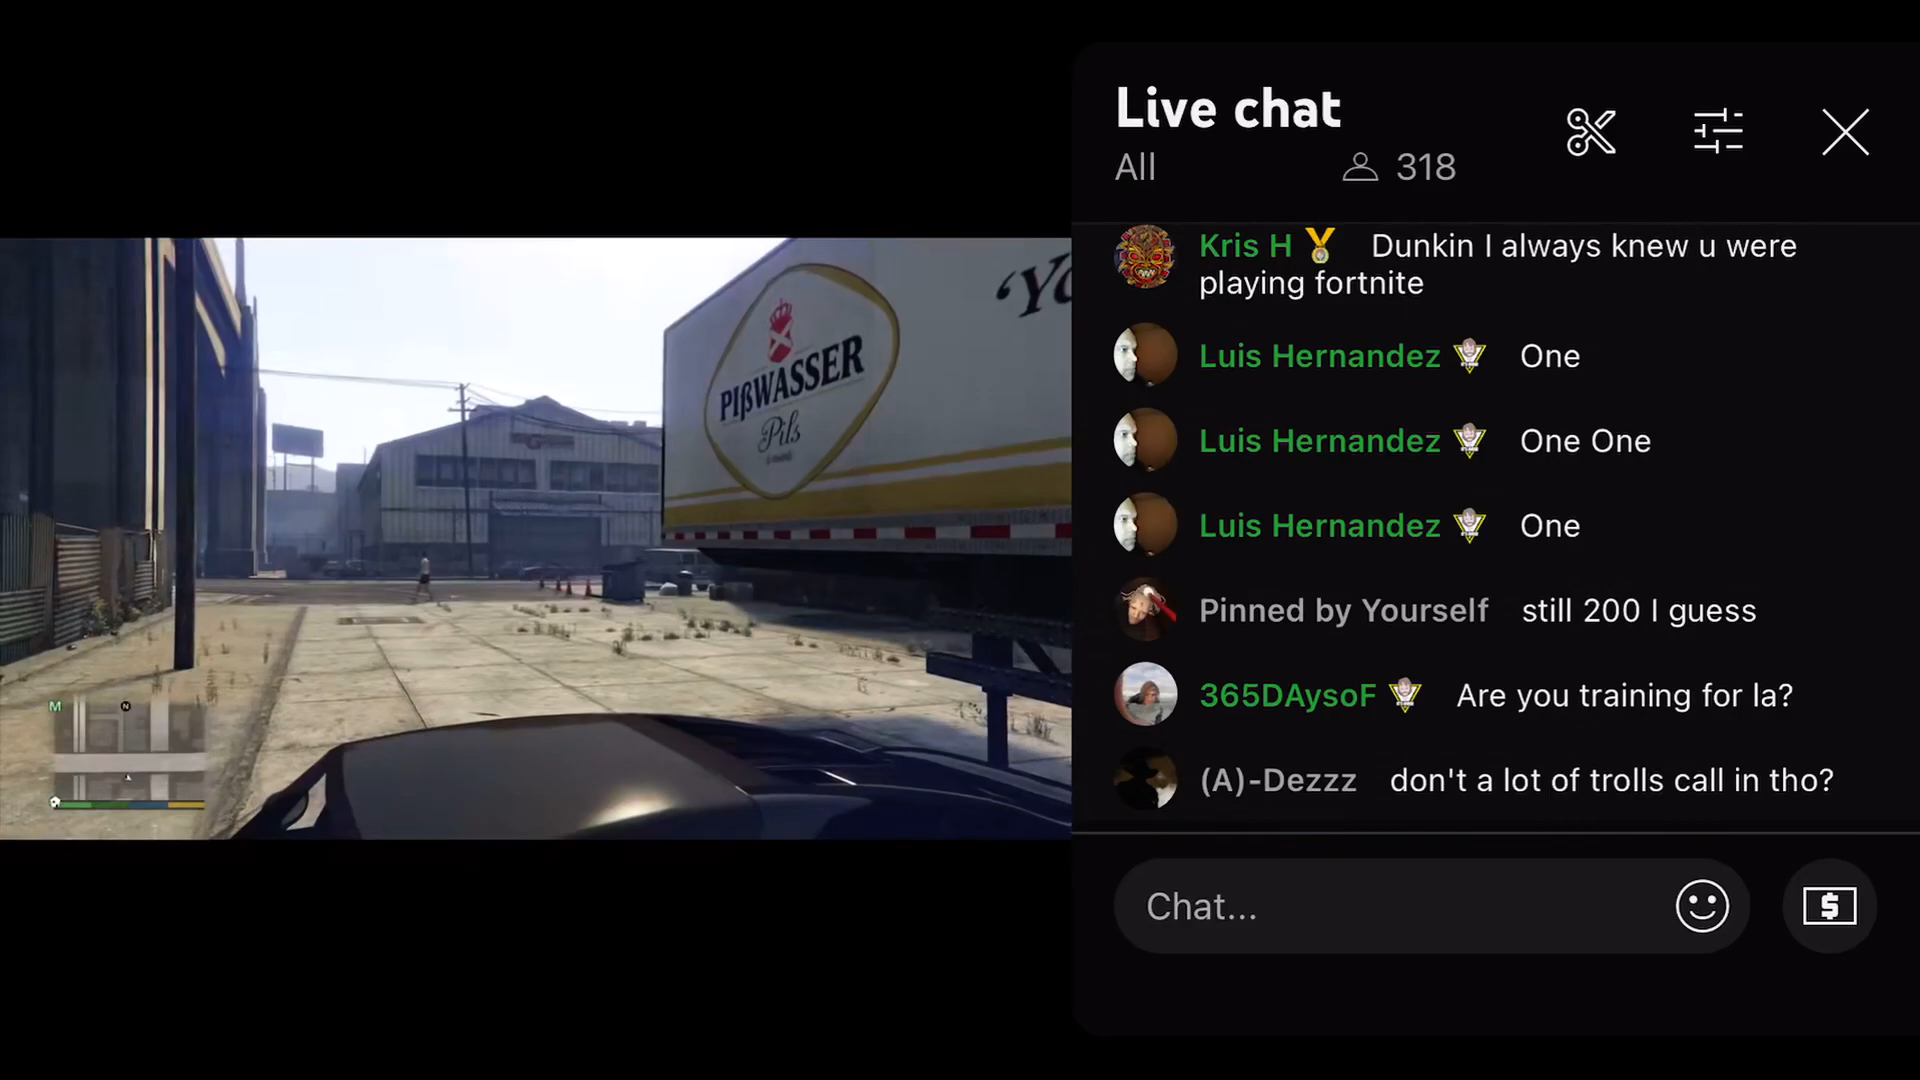 Live chat
All 318
Kris H Dunkin I always knew u were
playing fortnite
Luis Hernandez One
Luis Hernandez One One
Luis Hernandez One
Pinned by Yourself still 200 I guess
365DAysoF Are you training for la?
(A)-Dezzz don't a lot of trolls call in tho?
Chat...
$
‘YO
PIßWASSER
Pils
M
N